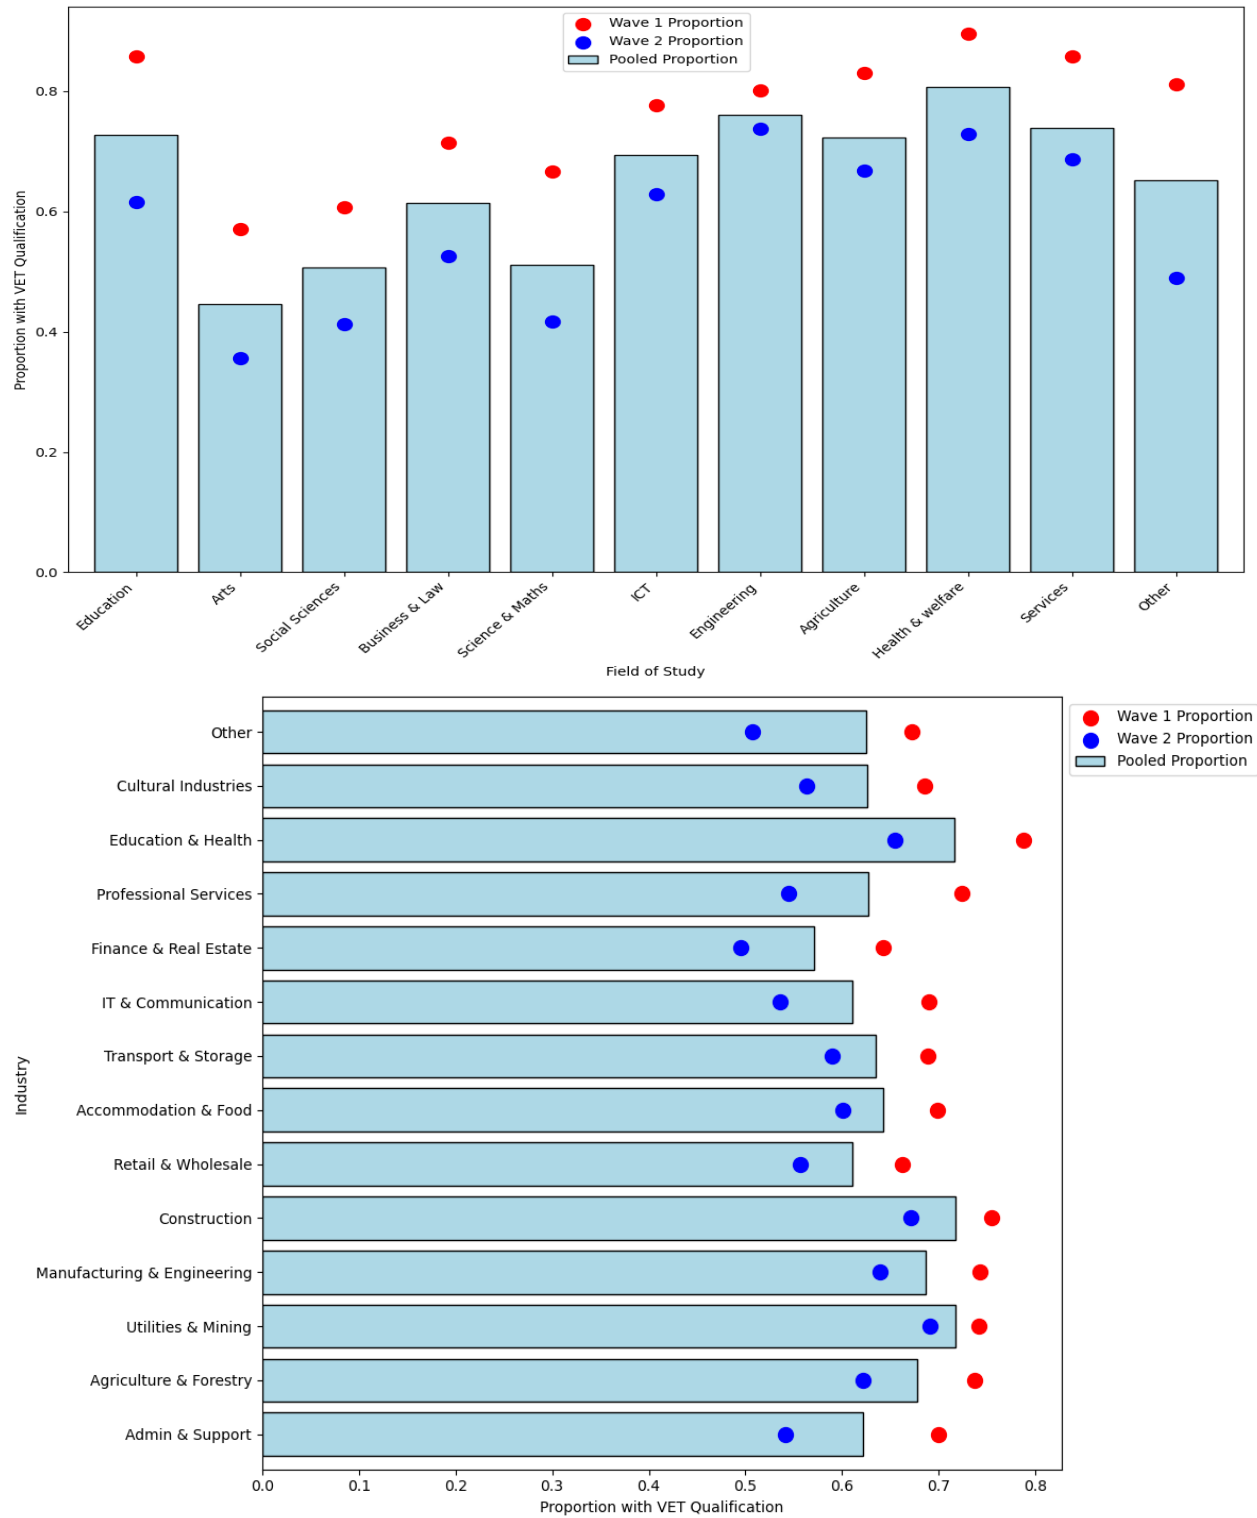 Wave 1 Proportion
Wave 2 Proportion
Pooled Proportion
Proportion with VET Qualification
0.8
0.6
0.4
0.2
0.0
Education
Arts
Social Sciences
Business & Law
Science & Maths
ICT
Engineering
Agriculture
Health & welfare
Services
Other
Field of Study
Wave 1 Proportion
Wave 2 Proportion
Pooled Proportion
Industry
Other
Cultural Industries
Education & Health
Professional Services
Finance & Real Estate
IT & Communication
Transport & Storage
Accommodation & Food
Retail & Wholesale
Construction
Manufacturing & Engineering
Utilities & Mining
Agriculture & Forestry
Admin & Support
0.0 0.1 0.2 0.3 0.4 0.5 0.6 0.7 0.8
Proportion with VET Qualification